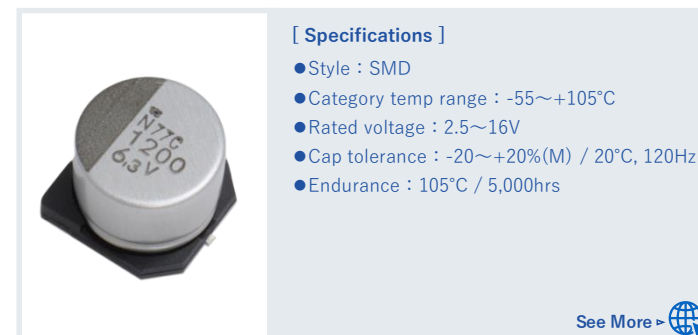 N77C
1200
6.3V
[ Specifications ]
●Style：SMD
●Category temp range：-55～+105°C
●Rated voltage：2.5～16V
●Cap tolerance：-20～+20%(M) / 20°C, 120Hz
●Endurance：105°C / 5,000hrs
See More ▻